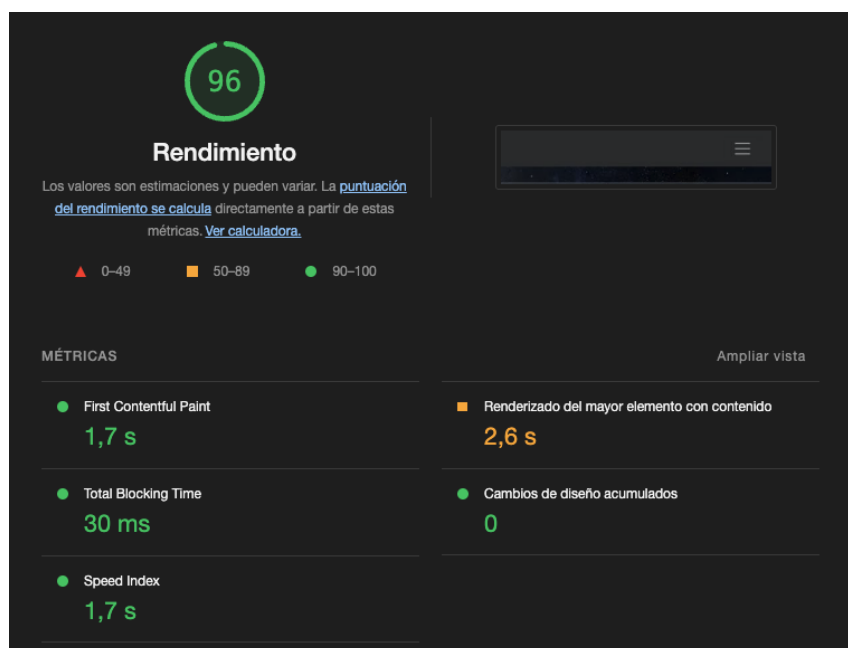 96
Rendimiento
Los valores son estimaciones y pueden variar. La puntuación
del rendimiento se calcula directamente a partir de estas
métricas. Ver calculadora.
0–49 50–89 90–100
MÉTRICAS Ampliar vista
First Contentful Paint
1,7 s
Renderizado del mayor elemento con contenido
2,6 s
Total Blocking Time
30 ms
Cambios de diseño acumulados
0
Speed Index
1,7 s